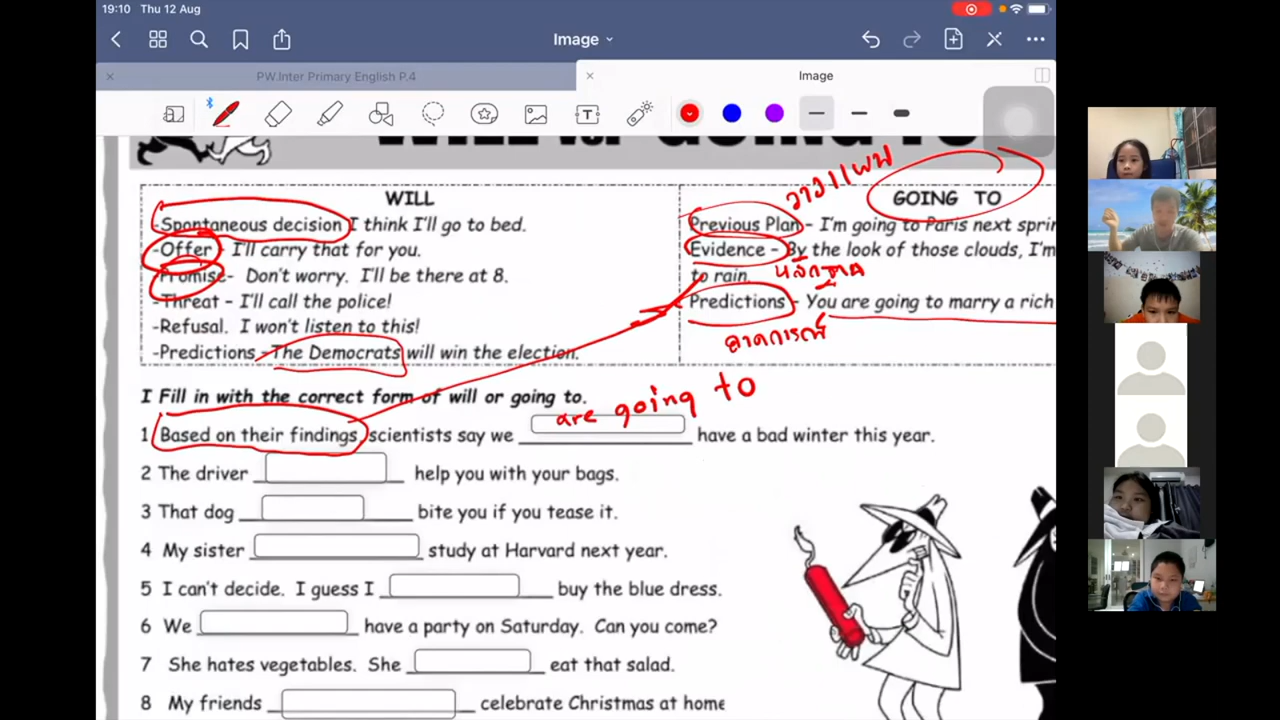 19:10 Thu 12 Aug
Image
PW.Inter Primary English P.4
Image
WILL vs. GOING TO
WILL
-Spontaneous decision I think I'll go to bed.
-Offer - I'll carry that for you.
-Promise- Don't worry. I'll be there at 8.
-Threat - I'll call the police!
-Refusal. I won't listen to this!
-Predictions -The Democrats will win the election.
วางแผน
GOING TO
Previous Plan - I'm going to Paris next sprin
Evidence - By the look of those clouds, I'm
to rain. หลักฐาน
Predictions - You are going to marry a rich
คาดการณ์
I Fill in with the correct form of will or going to.
are going to
1 Based on their findings, scientists say we have a bad winter this year.
2 The driver help you with your bags.
3 That dog bite you if you tease it.
4 My sister study at Harvard next year.
5 I can't decide. I guess I buy the blue dress.
6 We have a party on Saturday. Can you come?
7 She hates vegetables. She eat that salad.
8 My friends celebrate Christmas at home